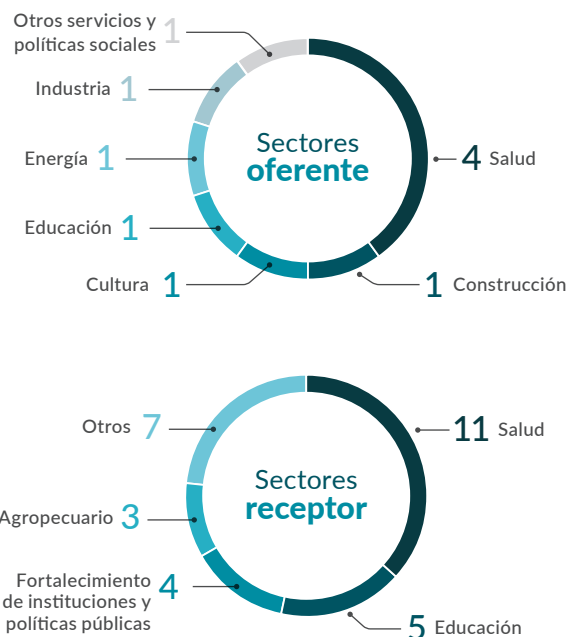 Otros servicios y
políticas sociales 1
Industria 1
Energía 1
Educación 1
Cultura 1
Sectores
oferente
4 Salud
1 Construcción
Otros 7
Agropecuario 3
Fortalecimiento
de instituciones y
políticas públicas 4
Sectores
receptor
11 Salud
5 Educación